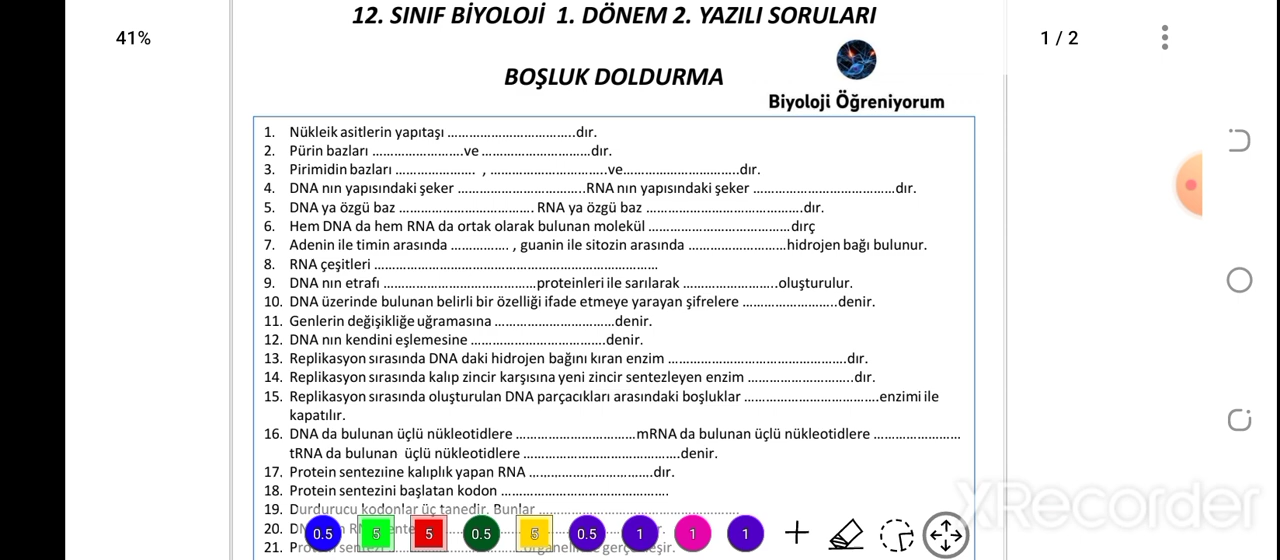 12. SINIF BİYOLOJİ 1. DÖNEM 2. YAZILI SORULARI
41%
1 / 2
BOŞLUK DOLDURMA
Biyoloji Öğreniyorum
1. Nükleik asitlerin yapıtaşı ................................dır.
2. Pürin bazları .........................ve ..............................dır.
3. Pirimidin bazları ...................... , ................................ve................................dır.
4. DNA nın yapısındaki şeker ...................................RNA nın yapısındaki şeker .......................................dır.
5. DNA ya özgü baz ..................................... RNA ya özgü baz ...........................................dır.
6. Hem DNA da hem RNA da ortak olarak bulunan molekül .......................................dırç
7. Adenin ile timin arasında ................ , guanin ile sitozin arasında ...........................hidrojen bağı bulunur.
8. RNA çeşitleri ..............................................................................
9. DNA nın etrafı ..........................................proteinleri ile sarılarak ..........................oluşturulur.
10. DNA üzerinde bulunan belirli bir özelliği ifade etmeye yarayan şifrelere ..........................denir.
11. Genlerin değişikliğe uğramasına .................................denir.
12. DNA nın kendini eşlemesine .....................................denir.
13. Replikasyon sırasında DNA daki hidrojen bağını kıran enzim .................................................dır.
14. Replikasyon sırasında kalıp zincir karşısına yeni zincir sentezleyen enzim .............................dır.
15. Replikasyon sırasında oluşturulan DNA parçacıkları arasındaki boşluklar .....................................enzimi ile
kapatılır.
16. DNA da bulunan üçlü nükleotidlere .................................mRNA da bulunan üçlü nükleotidlere ........................
tRNA da bulunan üçlü nükleotidlere ...........................................denir.
17. Protein sentezıine kalıplık yapan RNA ..................................dır.
18. Protein sentezini başlatan kodon ..............................................
19. Durdurucu kodonlar üç tanedir. Bunlar .......................................................
20.
21.
0.5 5 5 0.5 5 0.5 1 1 1
XRecorder